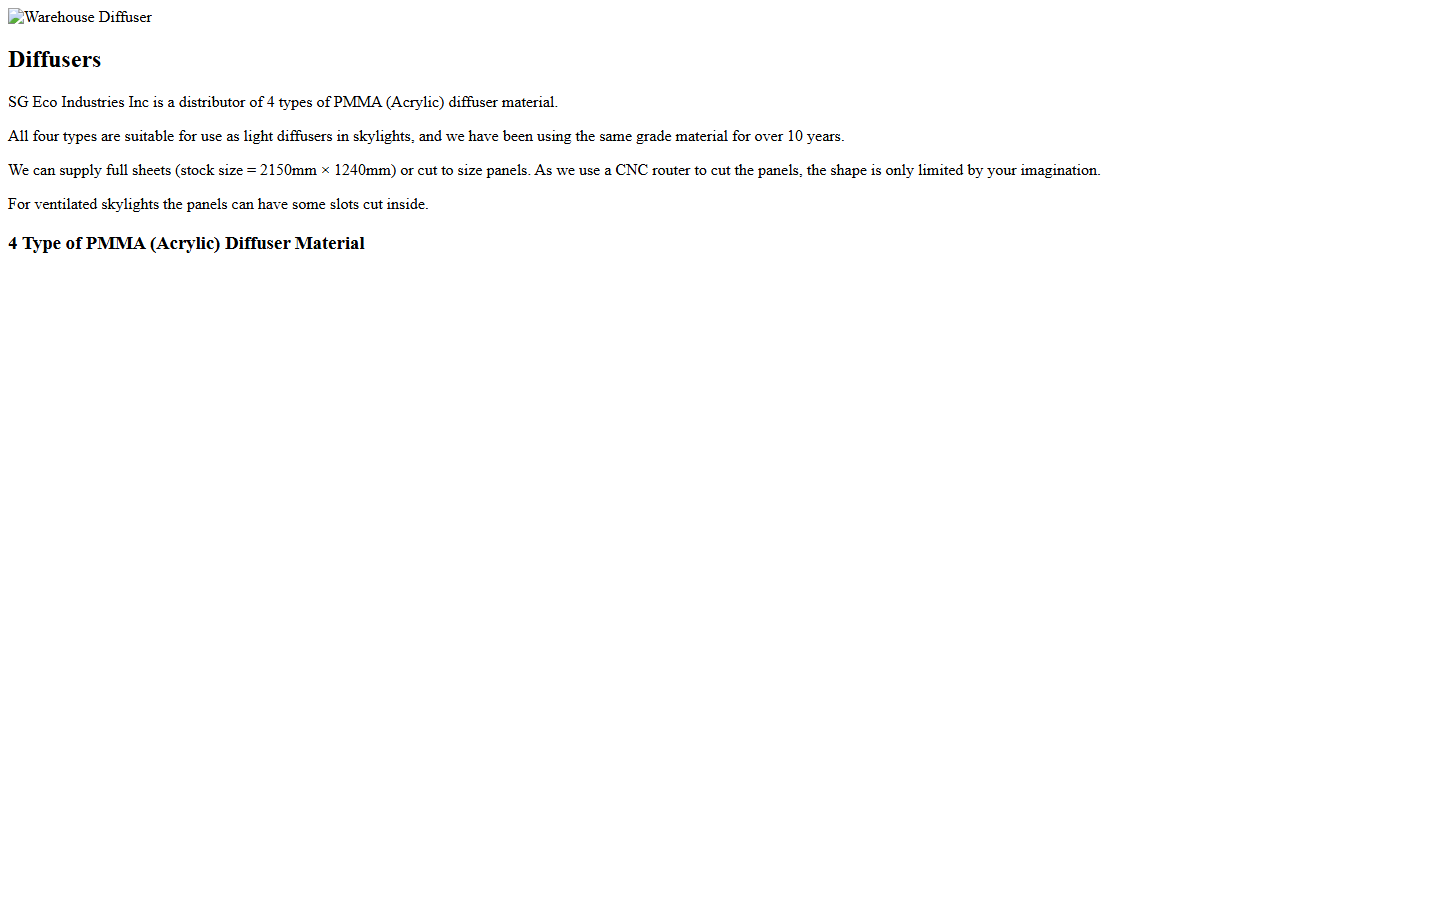 Warehouse Diffuser
Diffusers
SG Eco Industries Inc is a distributor of 4 types of PMMA (Acrylic) diffuser material.
All four types are suitable for use as light diffusers in skylights, and we have been using the same grade material for over 10 years.
We can supply full sheets (stock size = 2150mm × 1240mm) or cut to size panels. As we use a CNC router to cut the panels, the shape is only limited by your imagination.
For ventilated skylights the panels can have some slots cut inside.
4 Type of PMMA (Acrylic) Diffuser Material